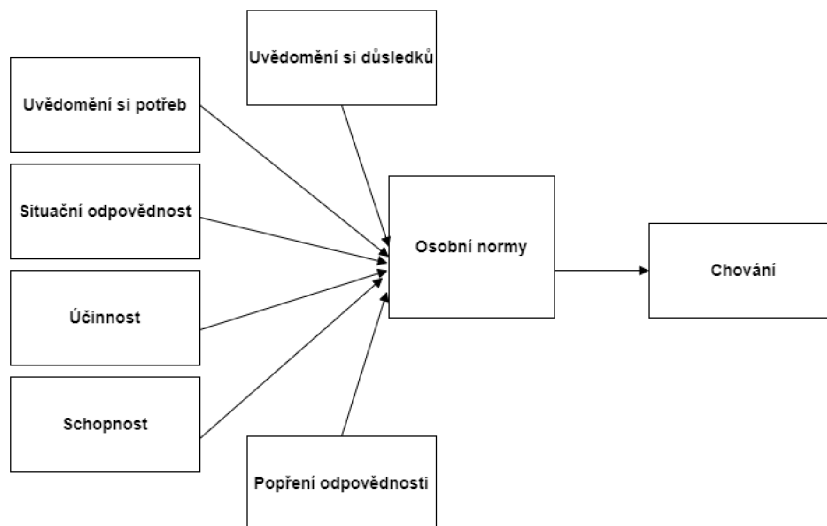 Uvědomění si důsledků
Uvědomění si potřeb
Situační odpovědnost
Osobní normy
Chování
Účinnost
Schopnost
Popření odpovědnosti